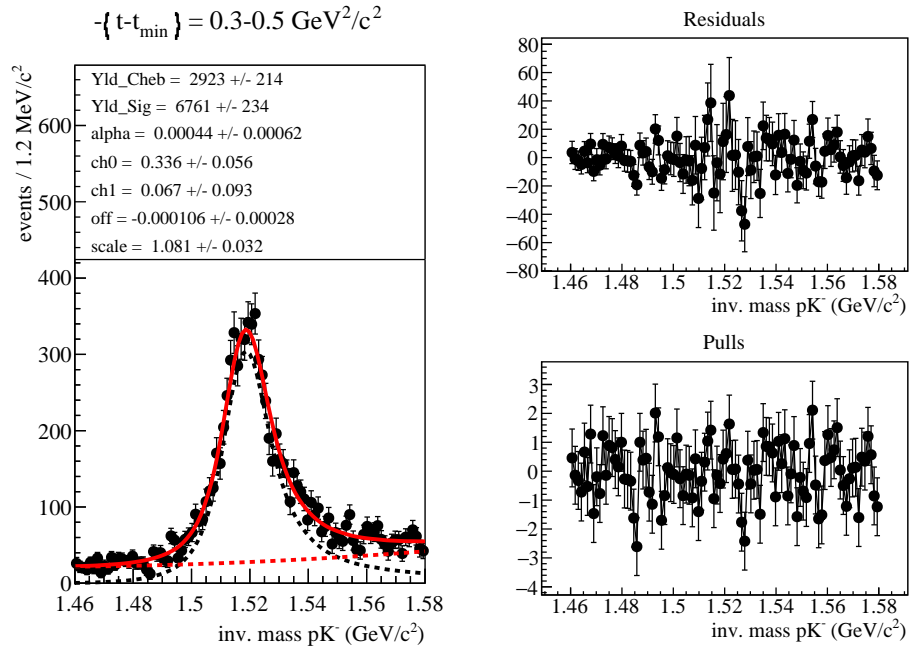 -{ t-tmin } = 0.3-0.5 GeV²/c²
Yld_Cheb = 2923 +/- 214
Yld_Sig = 6761 +/- 234
alpha = 0.00044 +/- 0.00062
ch0 = 0.336 +/- 0.056
ch1 = 0.067 +/- 0.093
off = -0.000106 +/- 0.00028
scale = 1.081 +/- 0.032
events / 1.2 MeV/c²
600
500
400
300
200
100
0
1.46 1.48 1.5 1.52 1.54 1.56 1.58
inv. mass pK⁻ (GeV/c²)
Residuals
80
60
40
20
0
−20
−40
−60
−80
1.46 1.48 1.5 1.52 1.54 1.56 1.58
inv. mass pK⁻ (GeV/c²)
Pulls
3
2
1
0
−1
−2
−3
−4
1.46 1.48 1.5 1.52 1.54 1.56 1.58
inv. mass pK⁻ (GeV/c²)